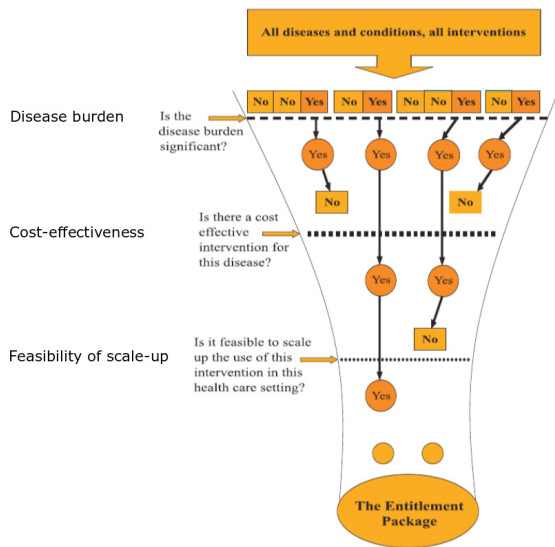 All diseases and conditions, all interventions
No No Yes No Yes No No Yes No Yes
Disease burden
Is the
disease burden
significant?
Yes Yes Yes Yes
No No
Cost-effectiveness
Is there a cost
effective
intervention for
this disease?
Yes Yes
No
Feasibility of scale-up
Is it feasible to scale
up the use of this
intervention in this
health care setting?
Yes
The Entitlement
Package